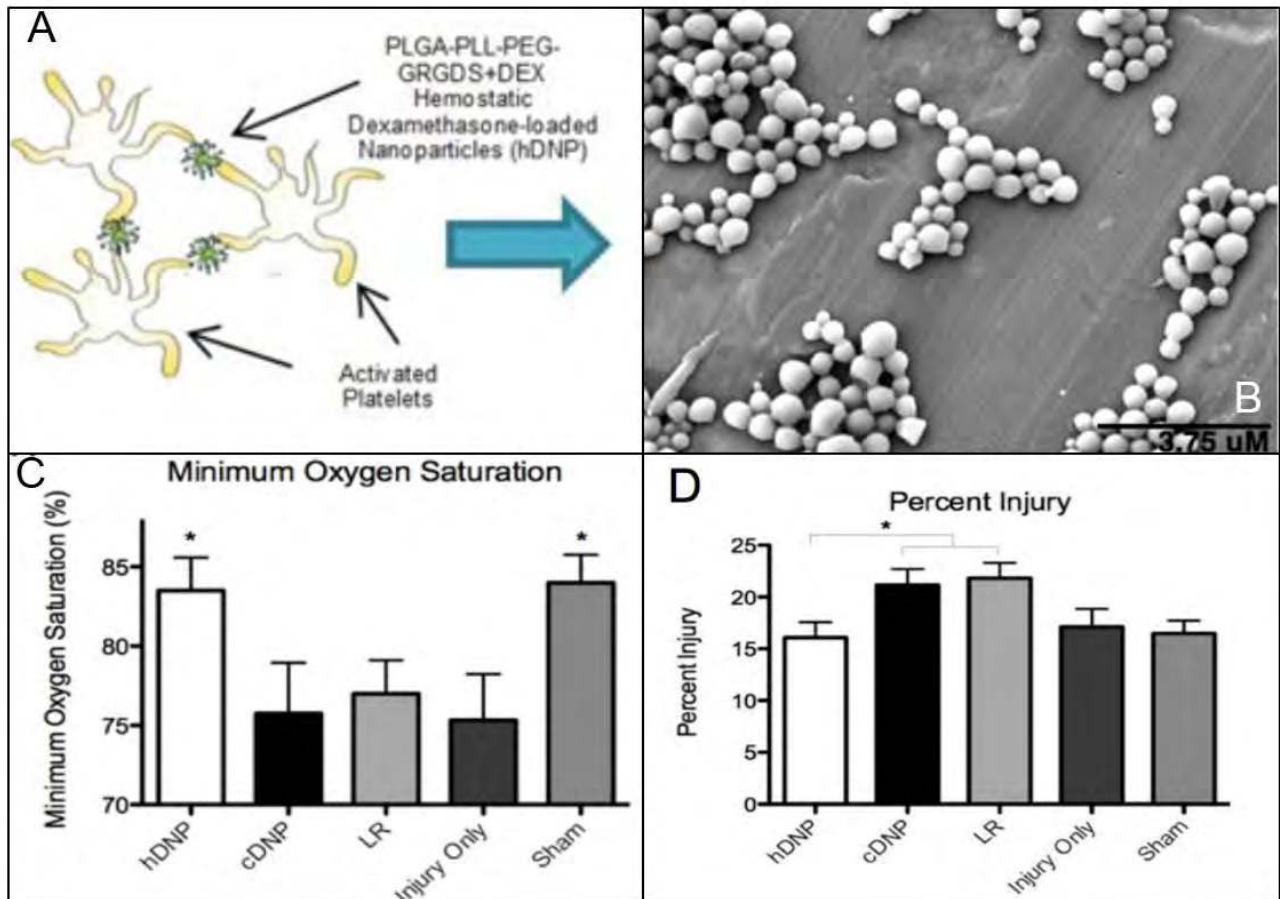 A
PLGA-PLL-PEG-
GRGDS+DEX
Hemostatic
Dexamethasone-loaded
Nanoparticles (hDNP)
Activated
Platelets
B
3.75 uM
C
Minimum Oxygen Saturation
Minimum Oxygen Saturation (%)
*
*
85
80
75
70
hDNP
cDNP
LR
Injury Only
Sham
D
Percent Injury
Percent Injury
*
25
20
15
10
5
0
hDNP
cDNP
LR
Injury Only
Sham